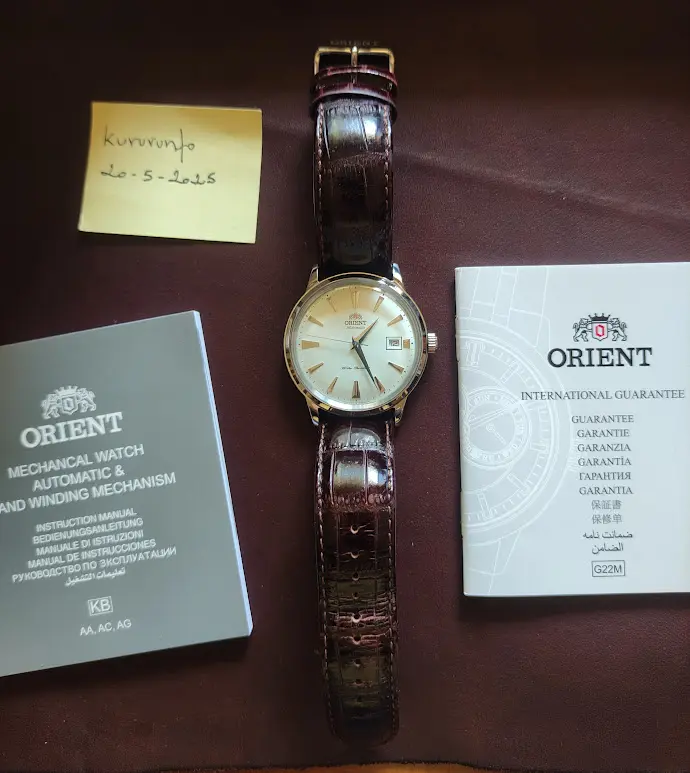 kururunfo
20-5-2025
ORIENT
ORIENT
MECHANCAL WATCH
AUTOMATIC &
AND WINDING MECHANISM
INSTRUCTION MANUAL
BEDIENUNGSANLEITUNG
MANUALE DI ISTRUZIONI
MANUAL DE INSTRUCCIONES
РУКОВОДСТВО ПО ЭКСПЛУАТАЦИИ
تعليمات التشغيل
KB
AA, AC, AG
ORIENT
INTERNATIONAL GUARANTEE
GUARANTEE
GARANTIE
GARANZIA
GARANTÍA
ГАРАНТИЯ
GARANTIA
保証書
保修单
ضمانت نامه
الضامن
G22M